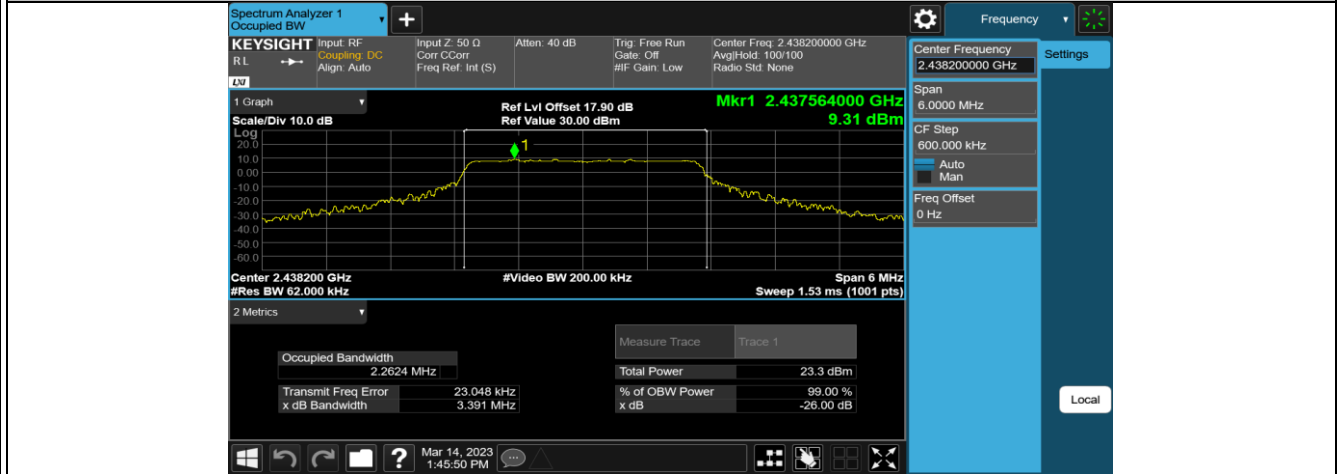 Spectrum Analyzer 1
Occupied BW
+
Frequency
KEYSIGHT
RL
LXI
Input: RF
Coupling: DC
Align: Auto
Input Z: 50 Ω
Corr CCorr
Freq Ref: Int (S)
Atten: 40 dB
Trig: Free Run
Gate: Off
#IF Gain: Low
Center Freq: 2.438200000 GHz
Avg|Hold: 100/100
Radio Std: None
Center Frequency
2.438200000 GHz
Settings
Span
6.0000 MHz
CF Step
600.000 kHz
Auto
Man
Freq Offset
0 Hz
1 Graph
Scale/Div 10.0 dB
Ref Lvl Offset 17.90 dB
Ref Value 30.00 dBm
Mkr1 2.437564000 GHz
9.31 dBm
Log
20.0
10.0
0.00
-10.0
-20.0
-30.0
-40.0
-50.0
-60.0
1
Center 2.438200 GHz
#Res BW 62.000 kHz
#Video BW 200.00 kHz
Span 6 MHz
Sweep 1.53 ms (1001 pts)
2 Metrics
Measure Trace Trace 1
Occupied Bandwidth
2.2624 MHz
Total Power 23.3 dBm
Transmit Freq Error 23.048 kHz
% of OBW Power 99.00 %
x dB Bandwidth 3.391 MHz
x dB -26.00 dB
Local
?
Mar 14, 2023
1:45:50 PM